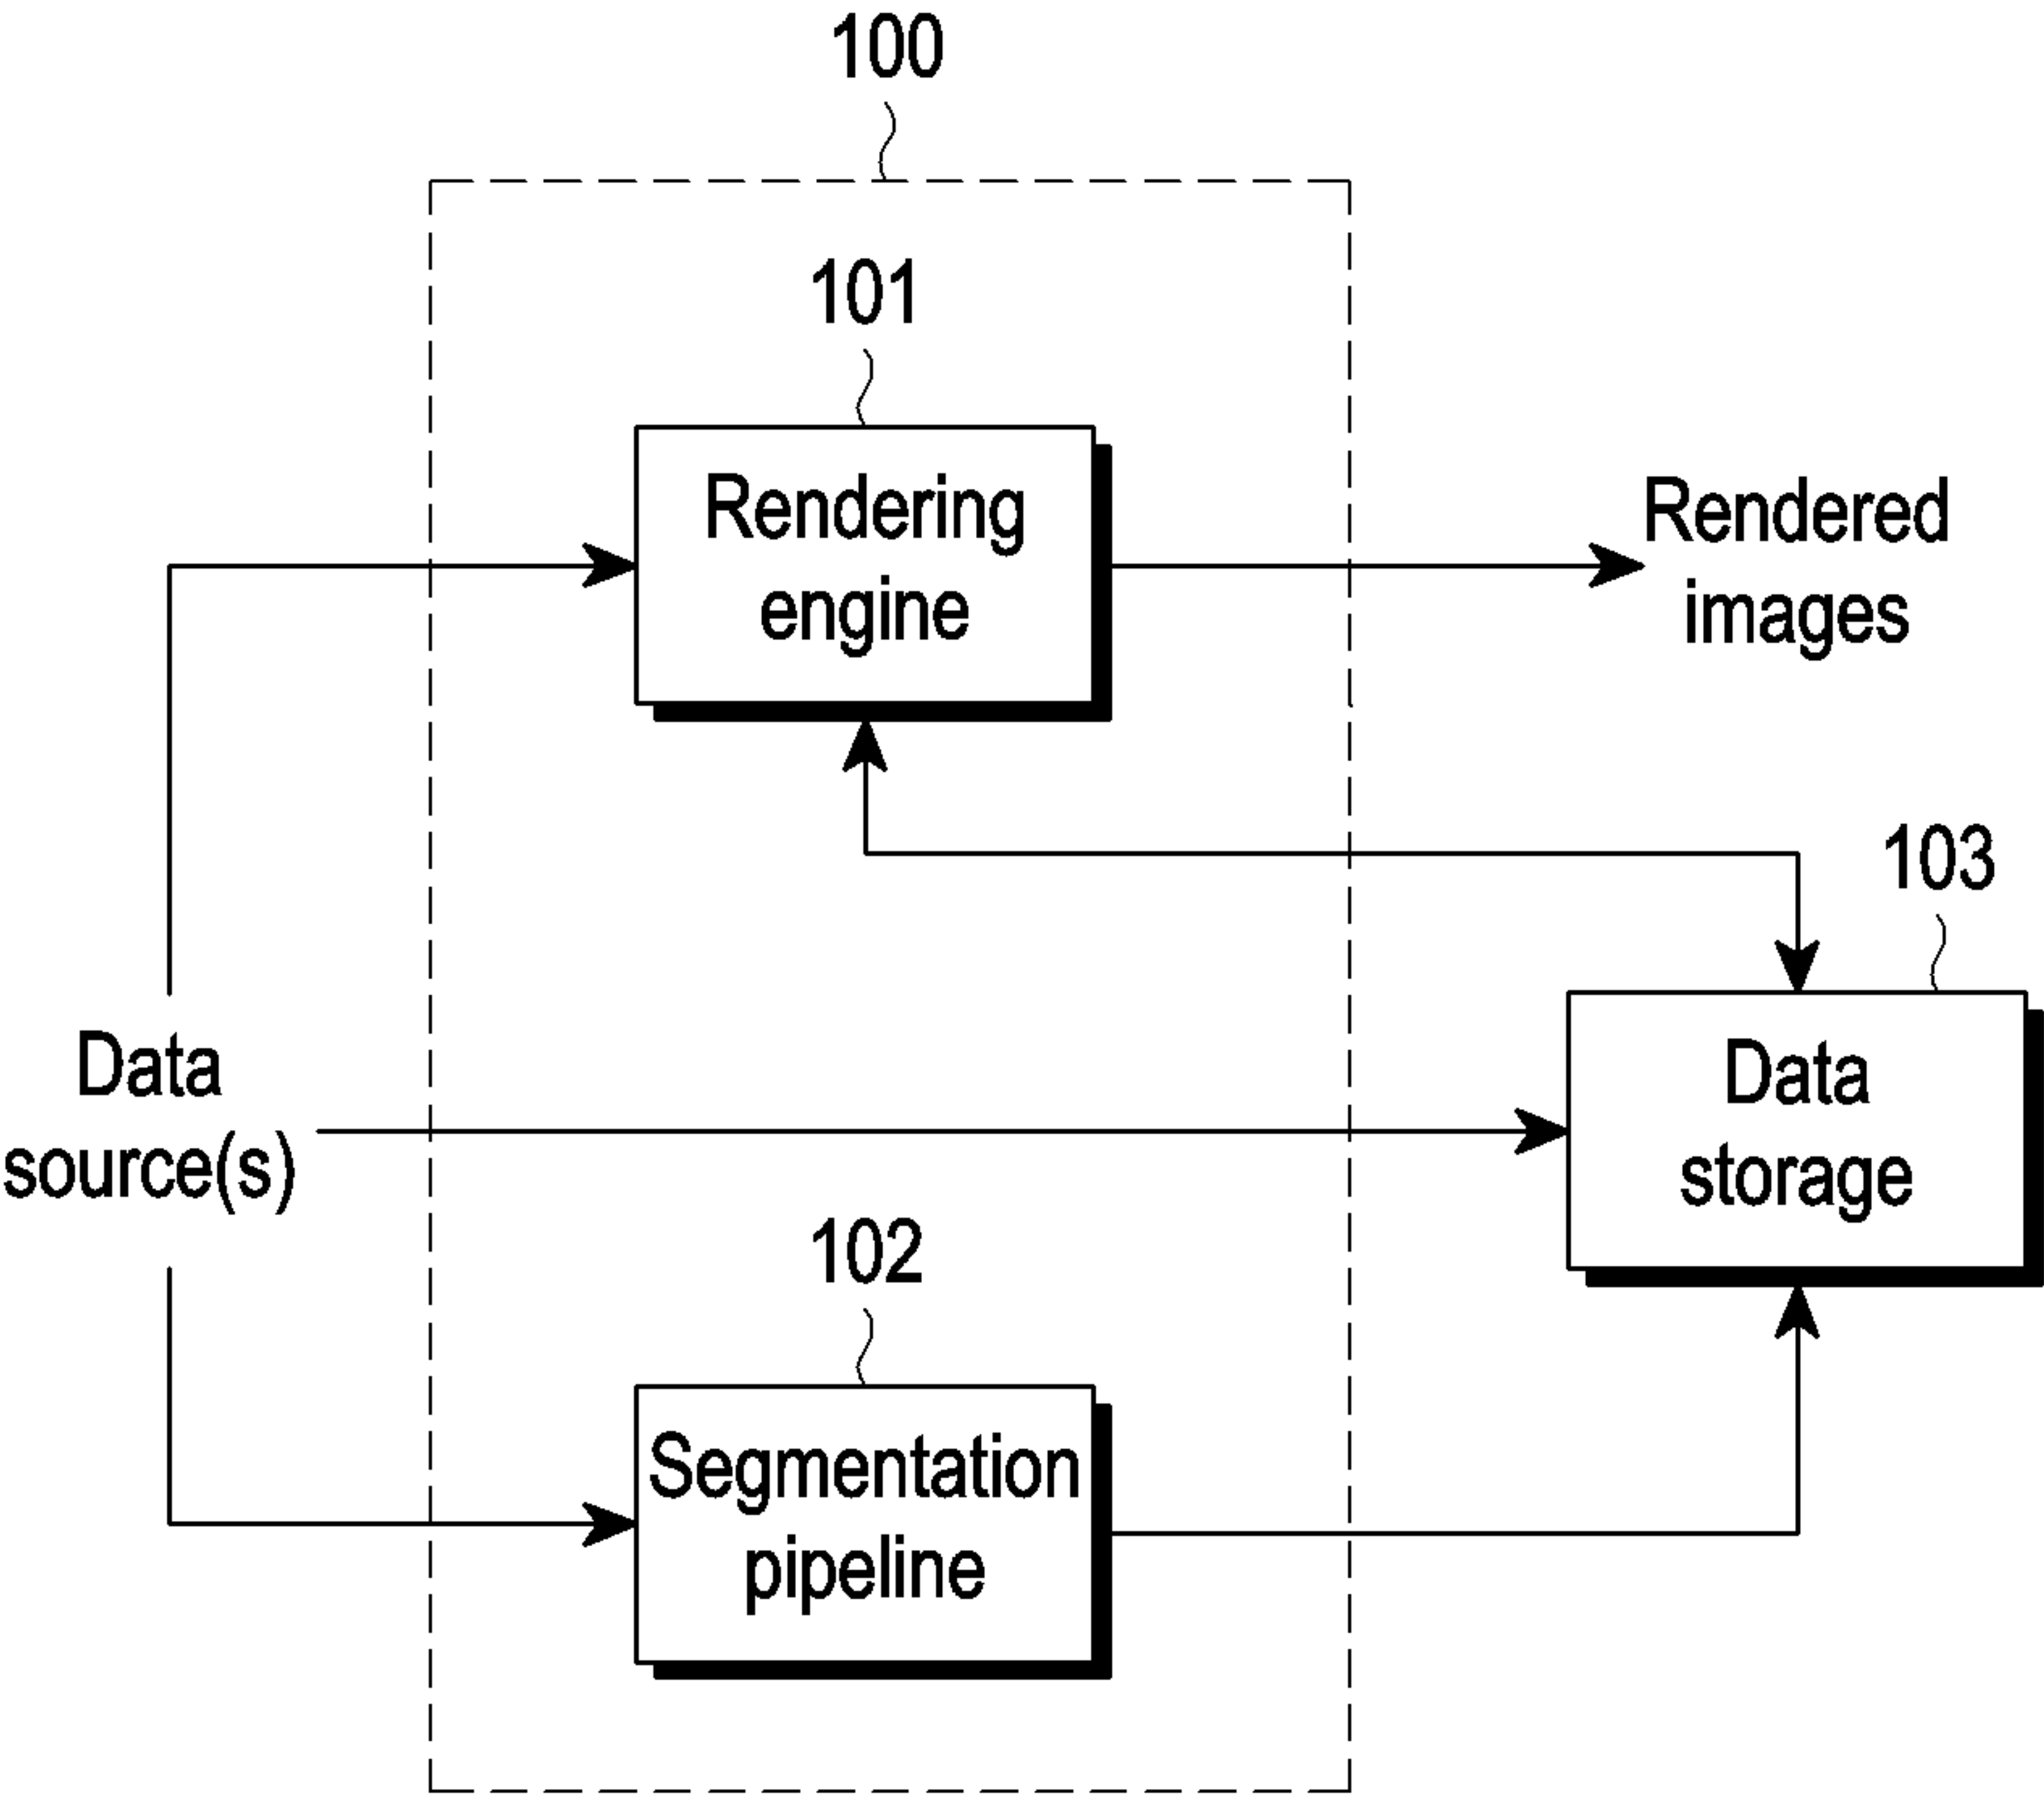 100
101
Rendering
engine
Rendered
images
103
Data
source(s)
Data
storage
102
Segmentation
pipeline